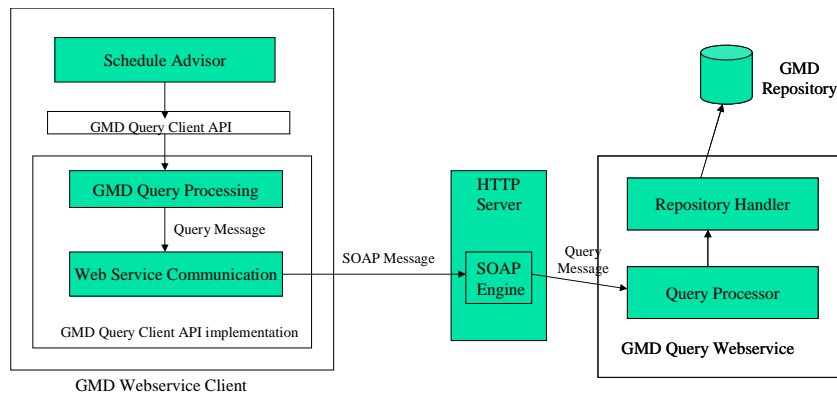 Schedule Advisor
GMD Query Client API
GMD Query Processing
Query Message
Web Service Communication
GMD Query Client API implementation
GMD Webservice Client
SOAP Message
HTTP
Server
SOAP
Engine
Query
Message
GMD
Repository
Repository Handler
Query Processor
GMD Query Webservice